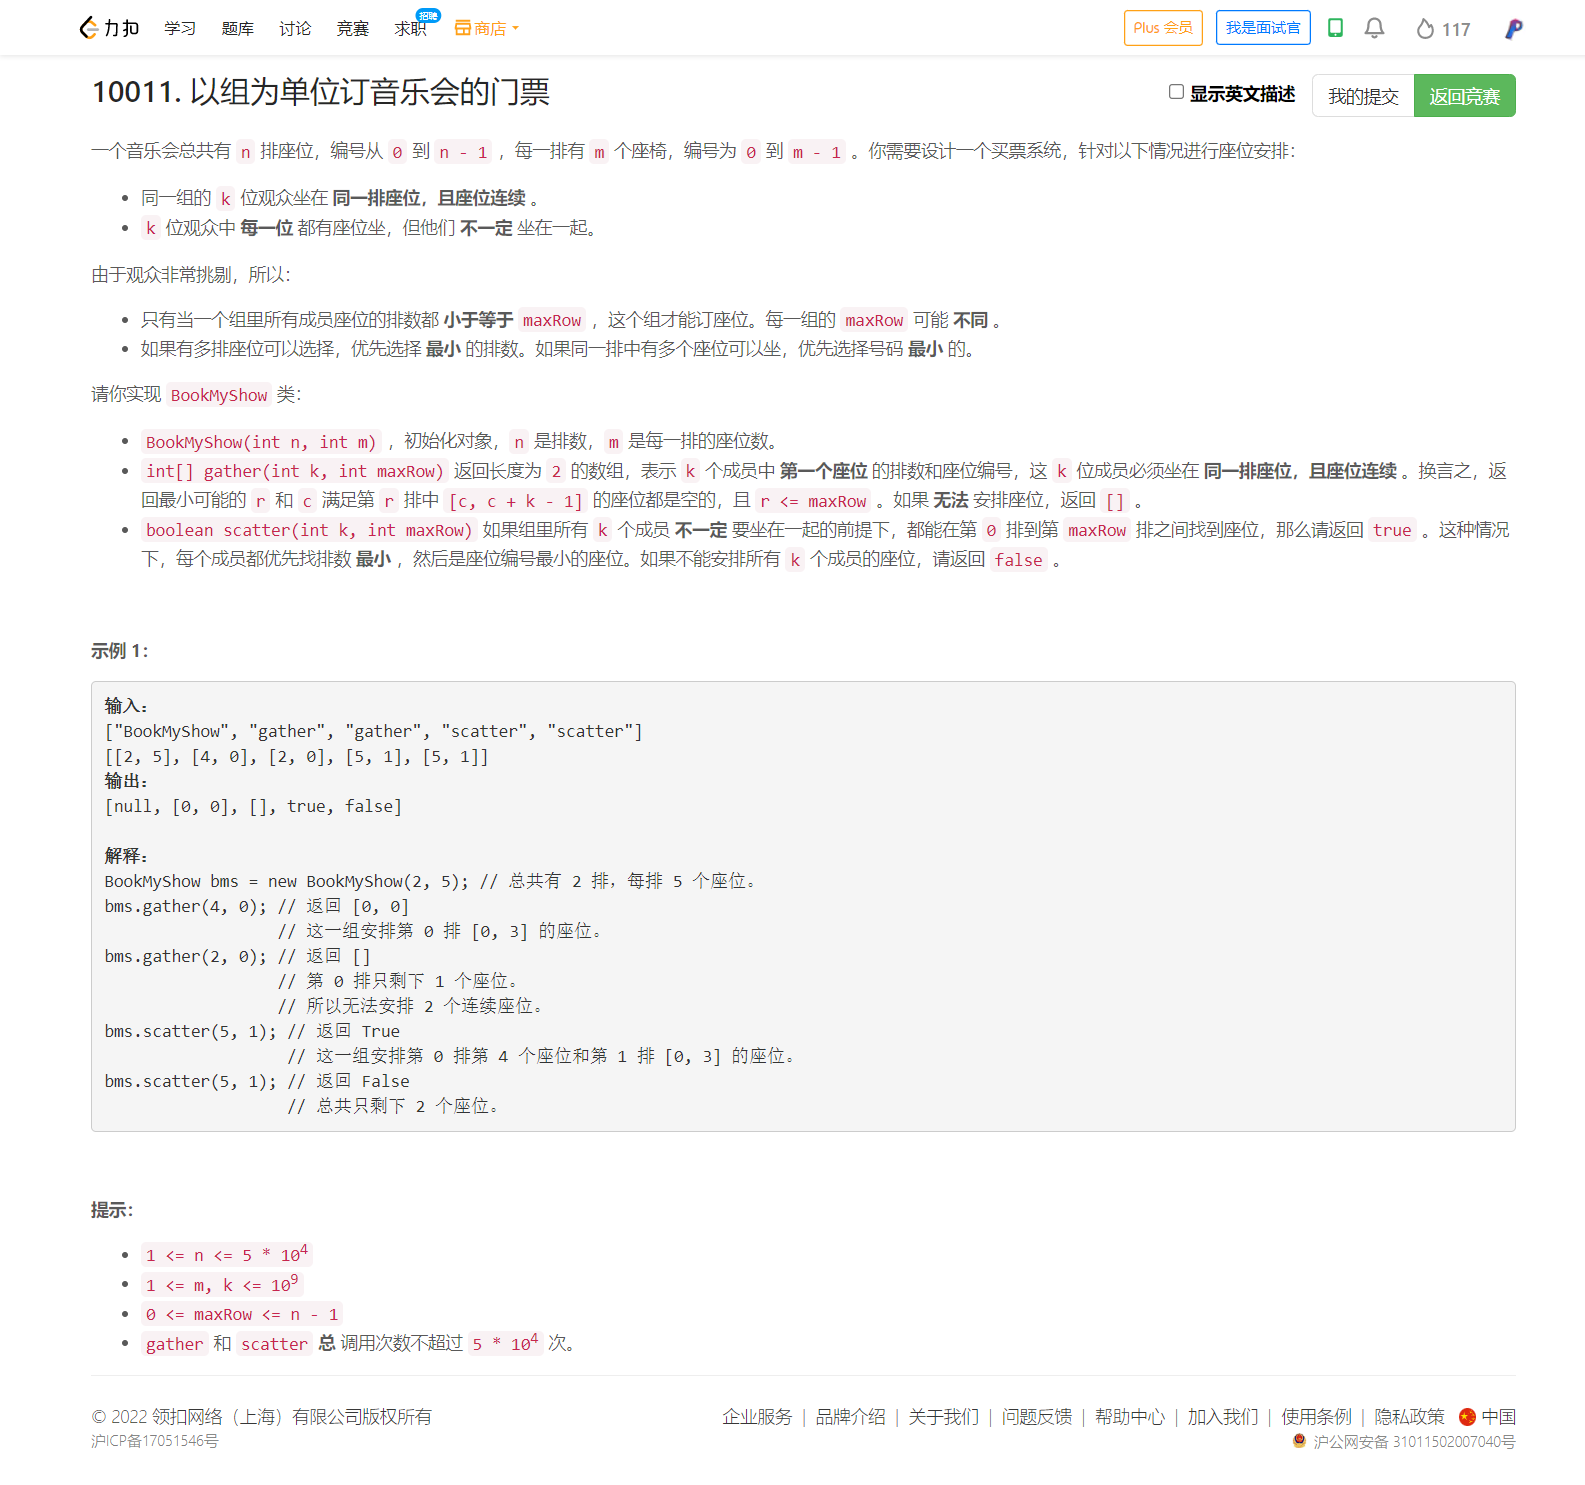 力扣 学习 题库 讨论 竞赛 求职 招聘 商店 Plus 会员 我是面试官 117
10011. 以组为单位订音乐会的门票 显示英文描述 我的提交 返回竞赛
一个音乐会总共有 n 排座位，编号从 0 到 n - 1 ，每一排有 m 个座椅，编号为 0 到 m - 1 。你需要设计一个买票系统，针对以下情况进行座位安排：
同一组的 k 位观众坐在 同一排座位，且座位连续 。
k 位观众中 每一位 都有座位坐，但他们 不一定 坐在一起。
由于观众非常挑剔，所以：
只有当一个组里所有成员座位的排数都 小于等于 maxRow ，这个组才能订座位。每一组的 maxRow 可能 不同 。
如果有多排座位可以选择，优先选择 最小 的排数。如果同一排中有多个座位可以坐，优先选择号码 最小 的。
请你实现 BookMyShow 类：
BookMyShow(int n, int m) ，初始化对象，n 是排数，m 是每一排的座位数。
int[] gather(int k, int maxRow) 返回长度为 2 的数组，表示 k 个成员中 第一个座位 的排数和座位编号，这 k 位成员必须坐在 同一排座位，且座位连续 。换言之，返
回最小可能的 r 和 c 满足第 r 排中 [c, c + k - 1] 的座位都是空的，且 r <= maxRow 。如果 无法 安排座位，返回 [] 。
boolean scatter(int k, int maxRow) 如果组里所有 k 个成员 不一定 要坐在一起的前提下，都能在第 0 排到第 maxRow 排之间找到座位，那么请返回 true 。这种情况
下，每个成员都优先找排数 最小 ，然后是座位编号最小的座位。如果不能安排所有 k 个成员的座位，请返回 false 。
示例 1：
输入：
["BookMyShow", "gather", "gather", "scatter", "scatter"]
[[2, 5], [4, 0], [2, 0], [5, 1], [5, 1]]
输出：
[null, [0, 0], [], true, false]
解释：
BookMyShow bms = new BookMyShow(2, 5); // 总共有 2 排，每排 5 个座位。
bms.gather(4, 0); // 返回 [0, 0]
// 这一组安排第 0 排 [0, 3] 的座位。
bms.gather(2, 0); // 返回 []
// 第 0 排只剩下 1 个座位。
// 所以无法安排 2 个连续座位。
bms.scatter(5, 1); // 返回 True
// 这一组安排第 0 排第 4 个座位和第 1 排 [0, 3] 的座位。
bms.scatter(5, 1); // 返回 False
// 总共只剩下 2 个座位。
提示：
1 <= n <= 5 * 10⁴
1 <= m, k <= 10⁹
0 <= maxRow <= n - 1
gather 和 scatter 总 调用次数不超过 5 * 10⁴ 次。
© 2022 领扣网络（上海）有限公司版权所有 企业服务 | 品牌介绍 | 关于我们 | 问题反馈 | 帮助中心 | 加入我们 | 使用条例 | 隐私政策 中国
沪ICP备17051546号 沪公网安备 31011502007040号